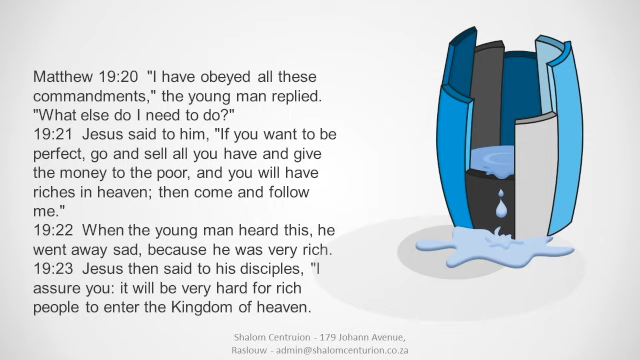 Matthew 19:20  "I have obeyed all these
commandments," the young man replied.
"What else do I need to do?"
19:21  Jesus said to him, "If you want to be
perfect, go and sell all you have and give
the money to the poor, and you will have
riches in heaven; then come and follow
me."
19:22  When the young man heard this, he
went away sad, because he was very rich.
19:23  Jesus then said to his disciples, "I
assure you: it will be very hard for rich
people to enter the Kingdom of heaven.
Shalom Centruion - 179 Johann Avenue,
Raslouw - admin@shalomcenturion.co.za